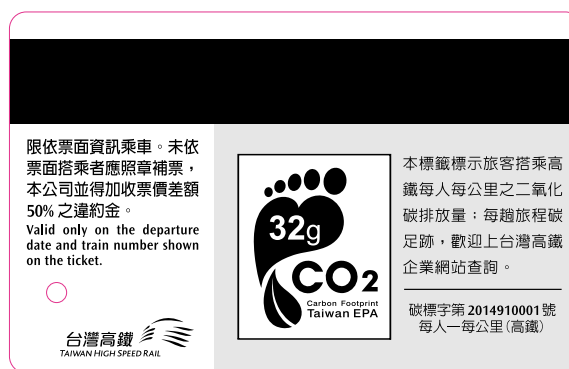 限依票面資訊乘車。未依
票面搭乘者應照章補票，
本公司並得加收票價差額
50% 之違約金。
Valid only on the departure
date and train number shown
on the ticket.
台灣高鐵
TAIWAN HIGH SPEED RAIL
32g
CO2
Carbon Footprint
Taiwan EPA
本標籤標示旅客搭乘高
鐵每人每公里之二氧化
碳排放量；每趟旅程碳
足跡，歡迎上台灣高鐵
企業網站查詢。
碳標字第 2014910001 號
每人一每公里（高鐵）